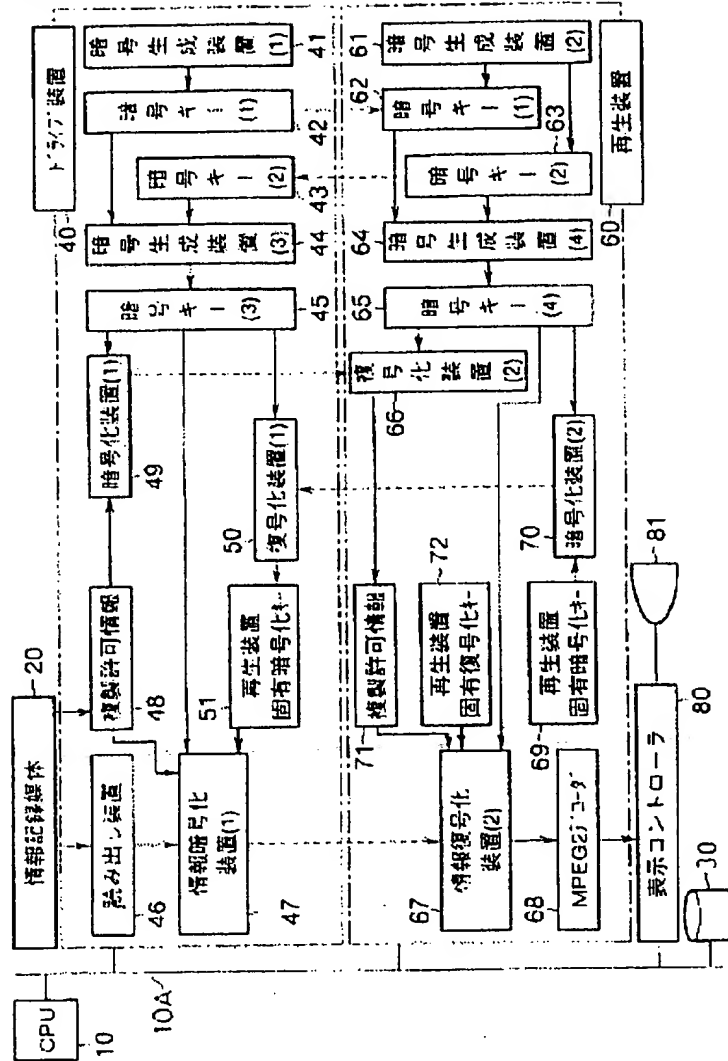 CPU
10
10A
情報記録媒体
20
ドライブ装置
40
暗号生成装置(1)
41
暗号キー(1)
42
暗号キー(2)
43
暗号生成装置(3)
44
暗号キー(3)
45
暗号化装置(1)
49
復号化装置(1)
50
複製許可情報
48
再生装置
固有暗号化キー
51
読み出し装置
46
情報暗号化
装置(1)
47
暗号生成装置(2)
61
暗号キー(1)
62
暗号キー(2)
63
再生装置
60
暗号生成装置(4)
64
暗号キー(4)
65
復号化装置(2)
66
暗号化装置(2)
70
複製許可情報
71
再生装置
固有復号化キー
72
再生装置
固有暗号化キー
69
情報復号化
装置(2)
67
MPEG2デコーダ
68
表示コントローラ
80
81
30